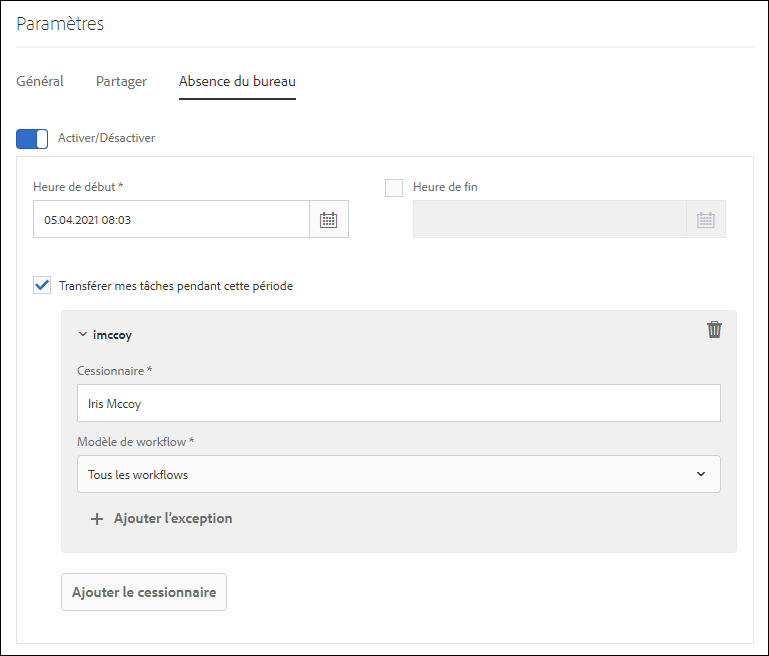 Paramètres
Général Partager Absence du bureau
Activer/Désactiver
Heure de début *
Heure de fin
05.04.2021 08:03
Transférer mes tâches pendant cette période
imccoy
Cessionnaire *
Iris Mccoy
Modèle de workflow *
Tous les workflows
+ Ajouter l'exception
Ajouter le cessionnaire